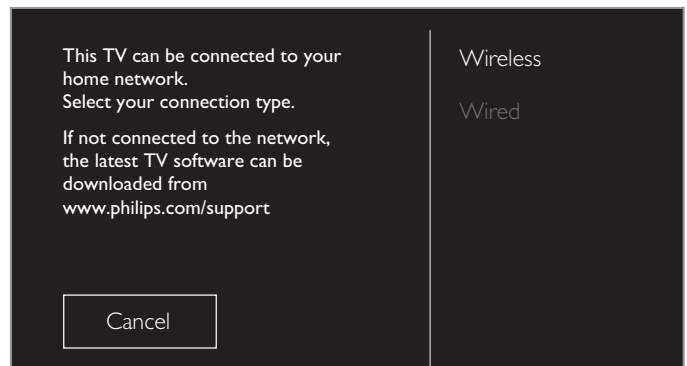 This TV can be connected to your
home network.
Select your connection type.
If not connected to the network,
the latest TV software can be
downloaded from
www.philips.com/support
Cancel
Wireless
Wired